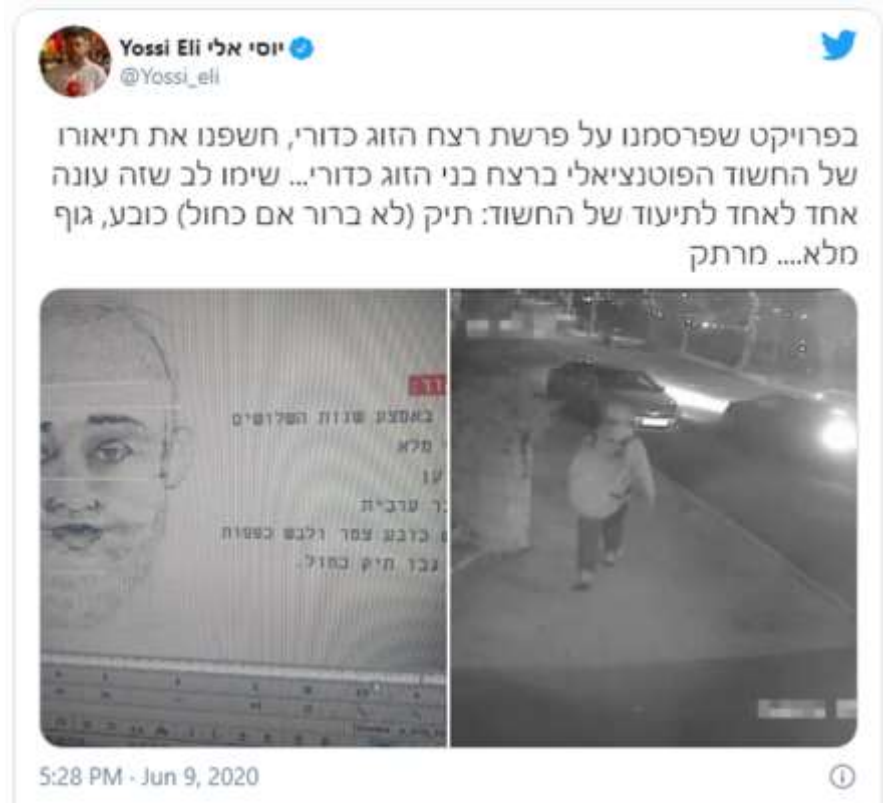 Yossi Eli יוסי אלי
@Yossi_eli
בפרויקט שפרסמנו על פרשת רצח הזוג כדורי, חשפנו את תיאורו
של החשוד הפוטנציאלי ברצח בני הזוג כדורי... שימו לב שזה עונה
אחד לאחד לתיעוד של החשוד: תיק (לא ברור אם כחול) כובע, גוף
מלא.... מרתק
באמצע שנות השלושים
מלא
ערבית
כובע צמר ולבש כפפות
גבו תיק כחול.
5:28 PM · Jun 9, 2020